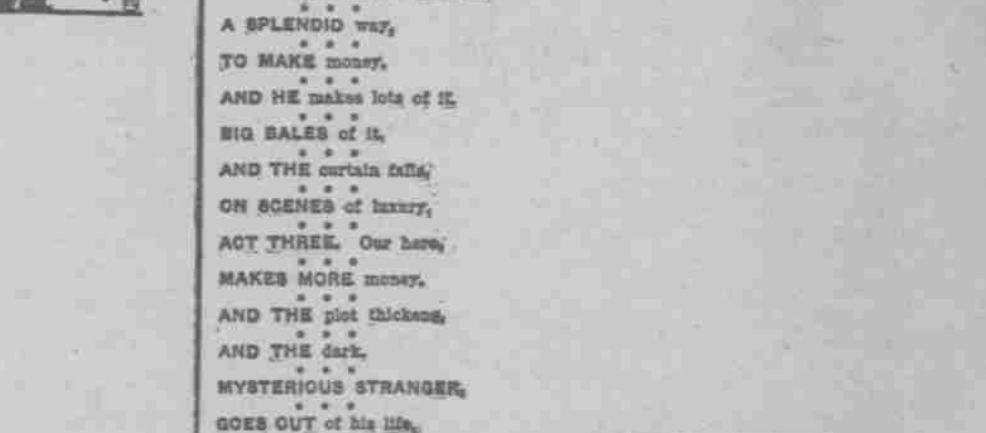 * * *
A SPLENDID way,
* * *
TO MAKE money,
* * *
AND HE makes lots of it.
* * *
BIG BALES of it,
* * *
AND THE curtain falls,
* * *
ON SCENES of luxury,
* * *
ACT THREE. Our hero,
* * *
MAKES MORE money.
* * *
AND THE plot thickens,
* * *
AND THE dark,
* * *
MYSTERIOUS STRANGER,
* * *
GOES OUT of his life,